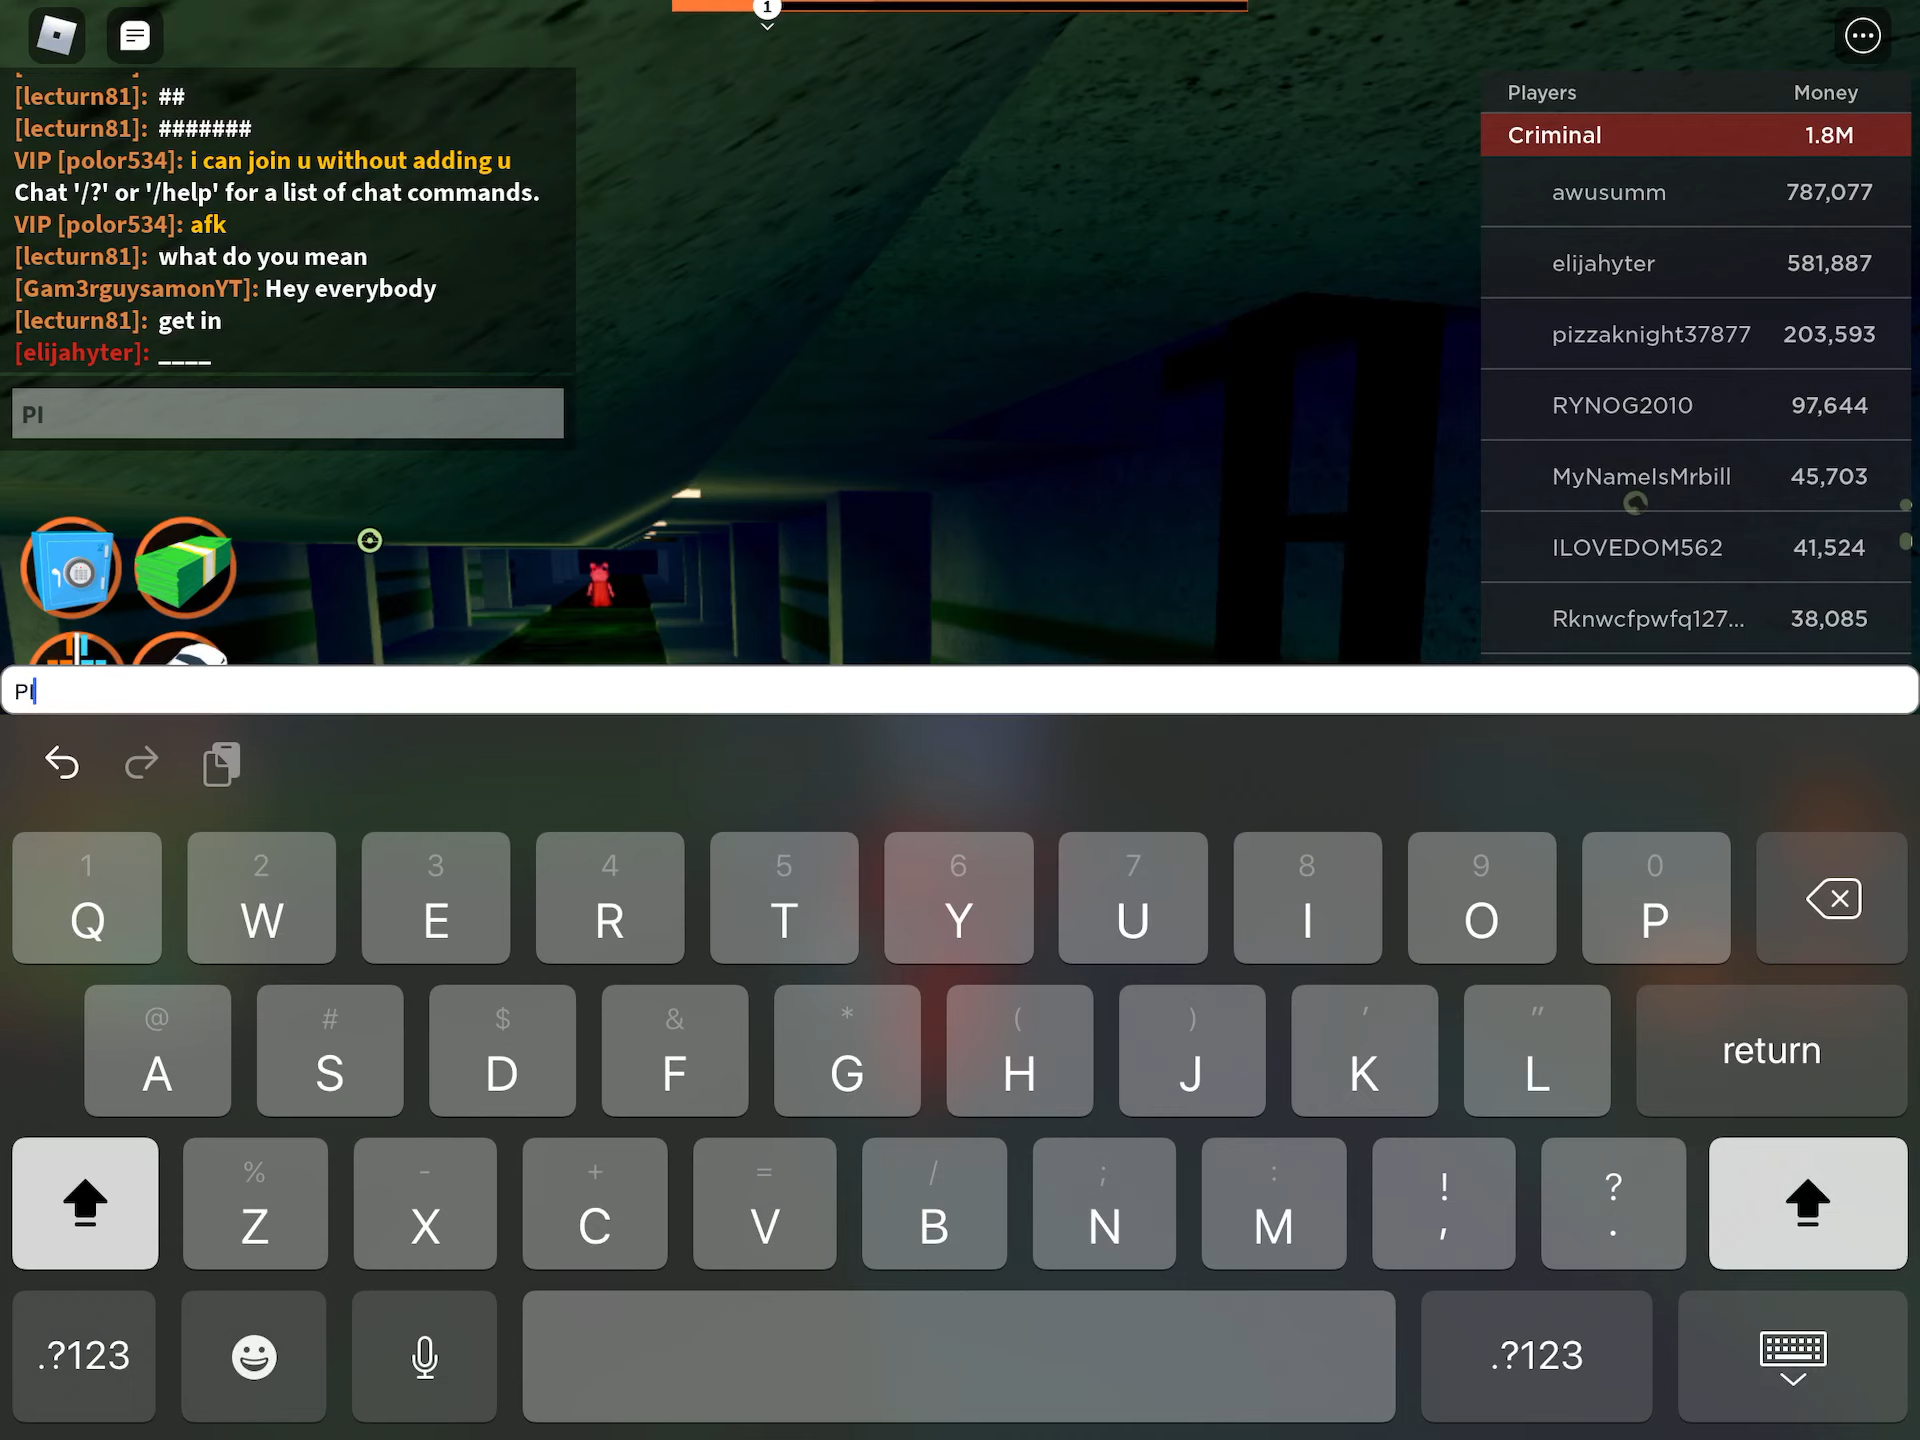 1
[lecturn81]: ##
[lecturn81]: #######
VIP [polor534]: i can join u without adding u
Chat '/?' or '/help' for a list of chat commands.
VIP [polor534]: afk
[lecturn81]: what do you mean
[Gam3rguysamonYT]: Hey everybody
[lecturn81]: get in
[elijahyter]: ____
PI
Players Money
Criminal 1.8M
awusumm 787,077
elijahyter 581,887
pizzaknight37877 203,593
RYNOG2010 97,644
MyNameIsMrbill 45,703
ILOVEDOM562 41,524
Rknwcfpwfq127... 38,085
PI
1 2 3 4 5 6 7 8 9 0
Q W E R T Y U I O P
@ # $ & * ( ) ' "
A S D F G H J K L return
% - + = / ; : ! ?
Z X C V B N M , .
.?123 .?123